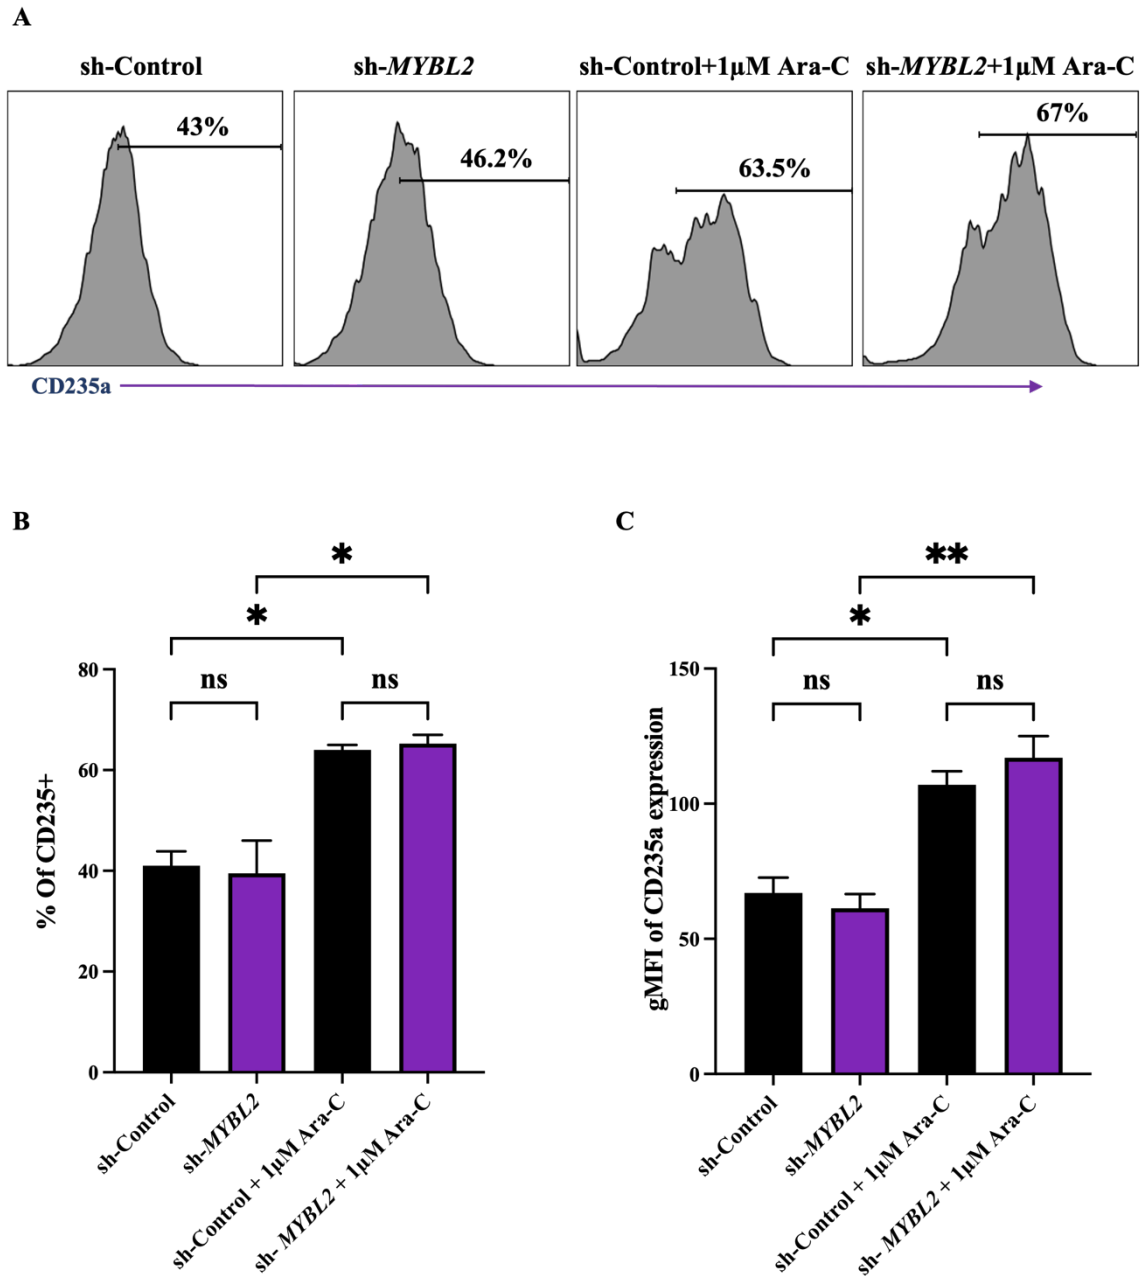 A
sh-Control
sh-MYBL2
sh-Control+1μM Ara-C
sh-MYBL2+1μM Ara-C
43%
46.2%
63.5%
67%
CD235a
B
*
*
ns
ns
% Of CD235+
80
60
40
20
0
sh-Control
sh-MYBL2
sh-Control + 1μM Ara-C
sh- MYBL2 + 1μM Ara-C
C
**
*
ns
ns
gMFI of CD235a expression
150
100
50
0
sh-Control
sh-MYBL2
sh-Control + 1μM Ara-C
sh- MYBL2 + 1μM Ara-C